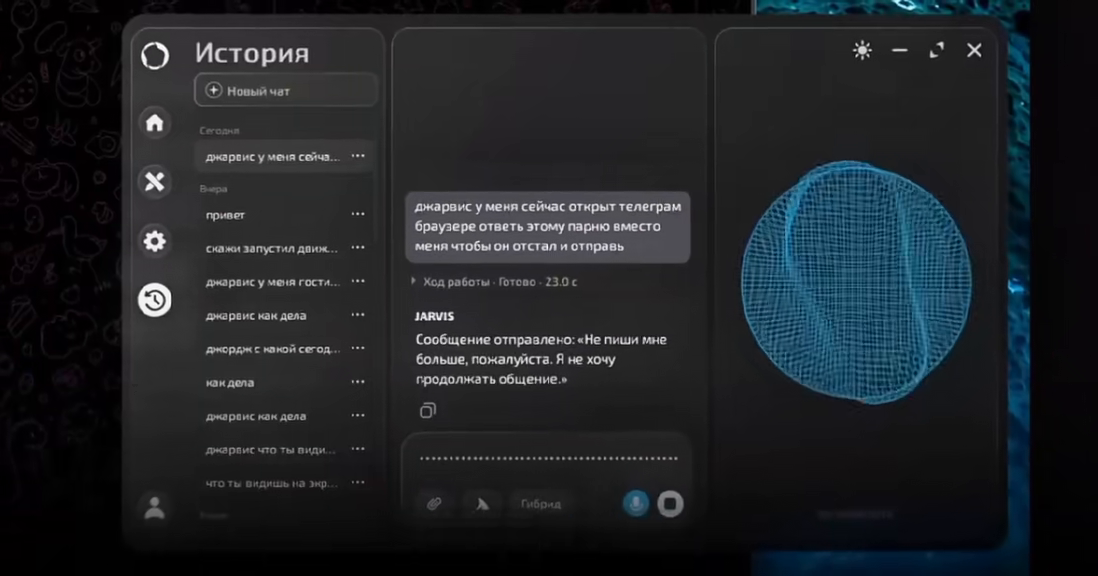 История
Новый чат
Сегодня
джарвис у меня сейча...
Вчера
привет
скажи запустил движ...
джарвис у меня гости...
джарвис как дела
джордж с какой сегод...
как дела
джарвис как дела
джарвис что ты види...
что ты видишь на экр...
джарвис у меня сейчас открыт телеграм
браузере ответь этому парню вместо
меня чтобы он отстал и отправь
Ход работы · Готово · 23.0 с
JARVIS
Сообщение отправлено: «Не пиши мне
больше, пожалуйста. Я не хочу
продолжать общение.»
Гибрид